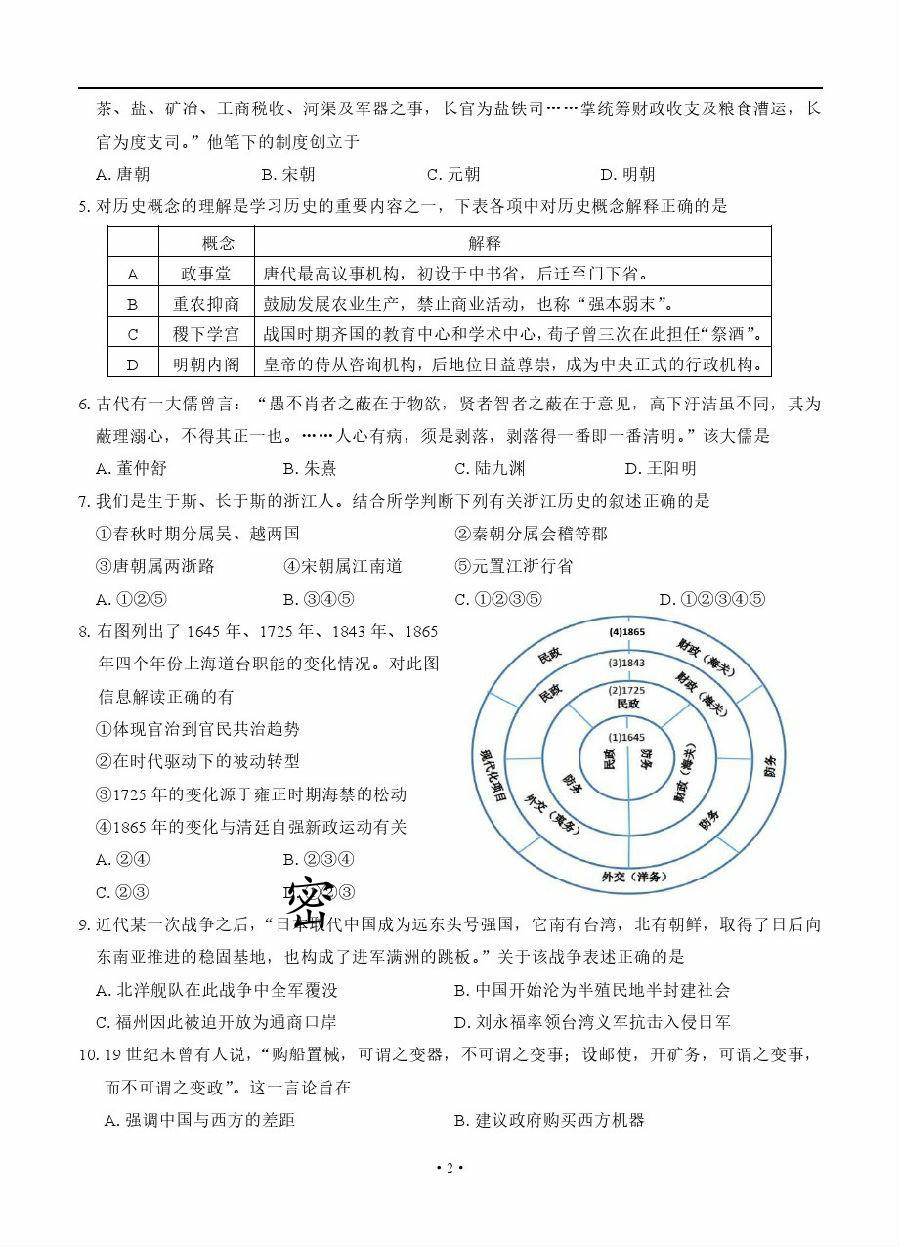 茶、盐、矿冶、工商税收、河渠及军器之事，长官为盐铁司……掌统筹财政收支及粮食漕运，长
官为度支司。”他笔下的制度创立于
A. 唐朝 B. 宋朝 C. 元朝 D. 明朝
5. 对历史概念的理解是学习历史的重要内容之一，下表各项中对历史概念解释正确的是
概念 解释
A 政事堂 唐代最高议事机构，初设于中书省，后迁至门下省。
B 重农抑商 鼓励发展农业生产，禁止商业活动，也称“强本弱末”。
C 稷下学宫 战国时期齐国的教育中心和学术中心，荀子曾三次在此担任“祭酒”。
D 明朝内阁 皇帝的侍从咨询机构，后地位日益尊崇，成为中央正式的行政机构。
6. 古代有一大儒曾言：“愚不肖者之蔽在于物欲，贤者智者之蔽在于意见，高下汙洁虽不同，其为
蔽理溺心，不得其正一也。……人心有病，须是剥落，剥落得一番即一番清明。”该大儒是
A. 董仲舒 B. 朱熹 C. 陆九渊 D. 王阳明
7. 我们是生于斯、长于斯的浙江人。结合所学判断下列有关浙江历史的叙述正确的是
①春秋时期分属吴、越两国 ②秦朝分属会稽等郡
③唐朝属两浙路 ④宋朝属江南道 ⑤元置江浙行省
A. ①②⑤ B. ③④⑤ C. ①②③⑤ D. ①②③④⑤
8. 右图列出了 1645 年、1725 年、1843 年、1865
年四个年份上海道台职能的变化情况。对此图
信息解读正确的有
①体现官治到官民共治趋势
②在时代驱动下的被动转型
③1725 年的变化源于雍正时期海禁的松动
④1865 年的变化与清廷自强新政运动有关
A. ②④ B. ②③④
C. ②③ ②③
密
(4)1865
民政
财政（海关）
防务
外交（洋务）
现代化项目
(3)1843
民政
财政（海关）
防务
外交（夷务）
(2)1725
民政
财政（海关）
防务
(1)1645
民政
防务
9. 近代某一次战争之后，“日本取代中国成为远东头号强国，它南有台湾，北有朝鲜，取得了日后向
东南亚推进的稳固基地，也构成了进军满洲的跳板。”关于该战争表述正确的是
A. 北洋舰队在此战争中全军覆没 B. 中国开始沦为半殖民地半封建社会
C. 福州因此被迫开放为通商口岸 D. 刘永福率领台湾义军抗击入侵日军
10. 19 世纪末曾有人说，“购船置械，可谓之变器，不可谓之变事；设邮使，开矿务，可谓之变事，
而不可谓之变政”。这一言论旨在
A. 强调中国与西方的差距 B. 建议政府购买西方机器
• 2 •